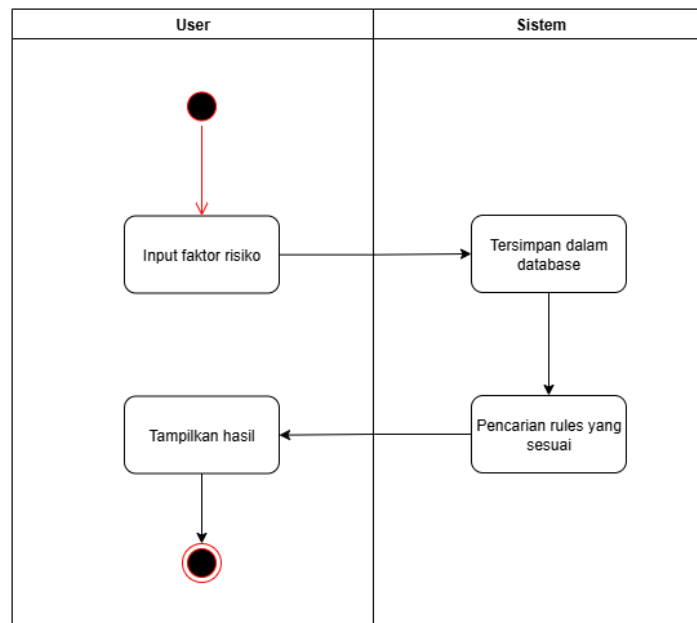 User
Sistem
Input faktor risiko
Tersimpan dalam
database
Pencarian rules yang
sesuai
Tampilkan hasil